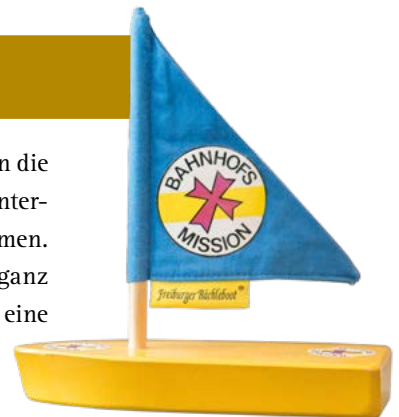 n die
nter-
men.
ganz
eine
BAHNHOFS
MISSION
Freiburger Bächleboot®